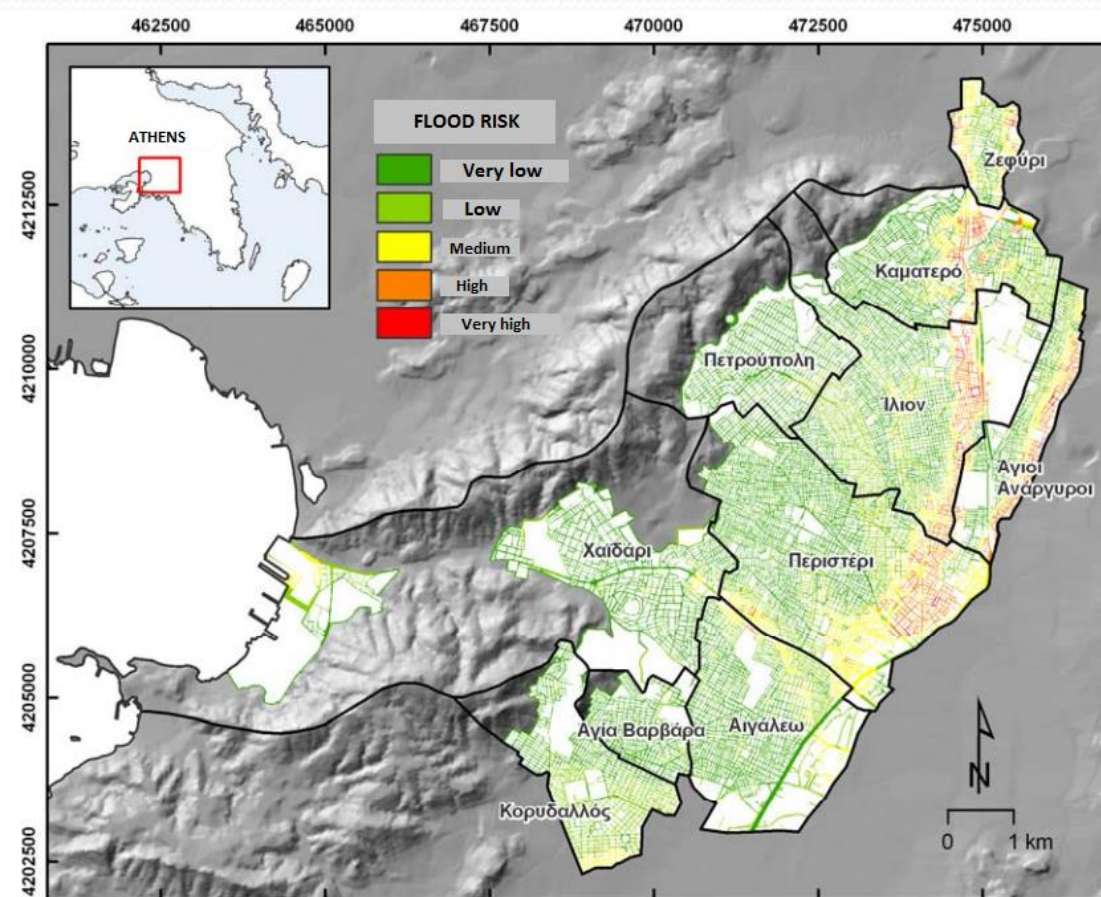 462500 465000 467500 470000 472500 475000
ATHENS
FLOOD RISK
Very low
Low
Medium
High
Very high
4212500
4210000
4207500
4205000
4202500
Ζεφύρι
Καματερό
Πετρούπολη
Ίλιον
Άγιοι
Ανάργυροι
Χαϊδάρι
Περιστέρι
Αγία Βαρβάρα
Αιγάλεω
Κορυδαλλός
N
0 1 km